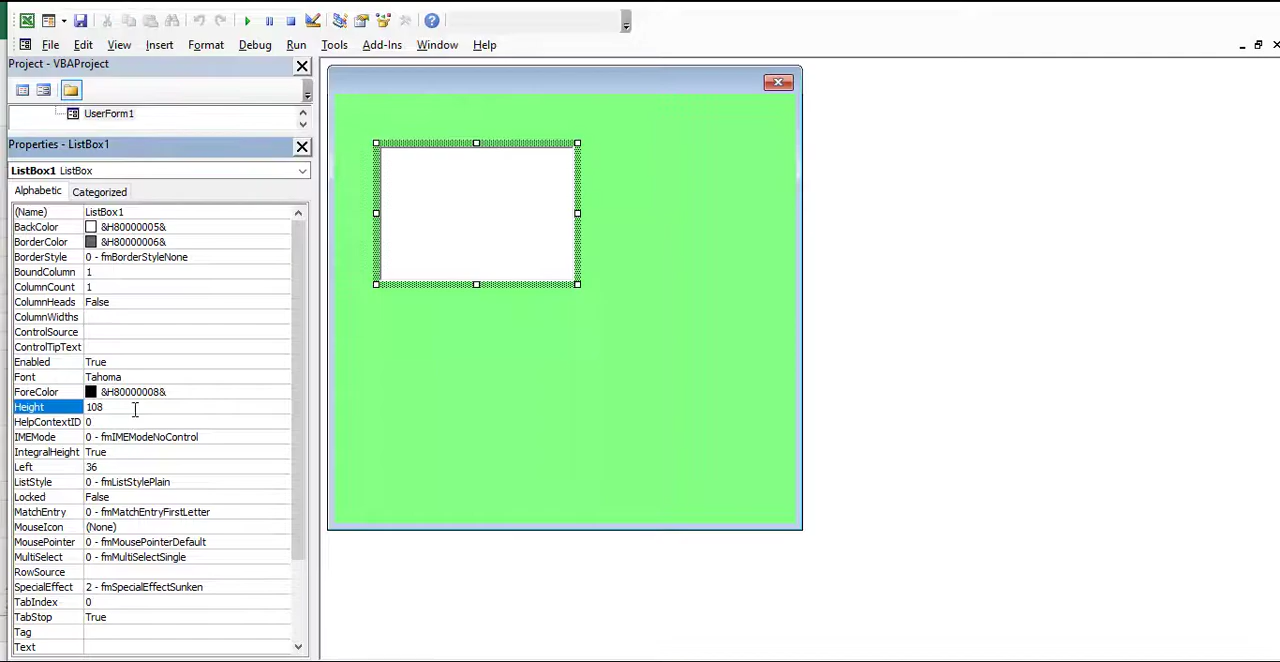 File Edit View Insert Format Debug Run Tools Add-Ins Window Help
Project - VBAProject
UserForm1
Properties - ListBox1
ListBox1 ListBox
Alphabetic Categorized
(Name) ListBox1
BackColor &H80000005&
BorderColor &H80000006&
BorderStyle 0 - fmBorderStyleNone
BoundColumn 1
ColumnCount 1
ColumnHeads False
ColumnWidths
ControlSource
ControlTipText
Enabled True
Font Tahoma
ForeColor &H80000008&
Height 108
HelpContextID 0
IMEMode 0 - fmIMEModeNoControl
IntegralHeight True
Left 36
ListStyle 0 - fmListStylePlain
Locked False
MatchEntry 0 - fmMatchEntryFirstLetter
MouseIcon (None)
MousePointer 0 - fmMousePointerDefault
MultiSelect 0 - fmMultiSelectSingle
RowSource
SpecialEffect 2 - fmSpecialEffectSunken
TabIndex 0
TabStop True
Tag
Text